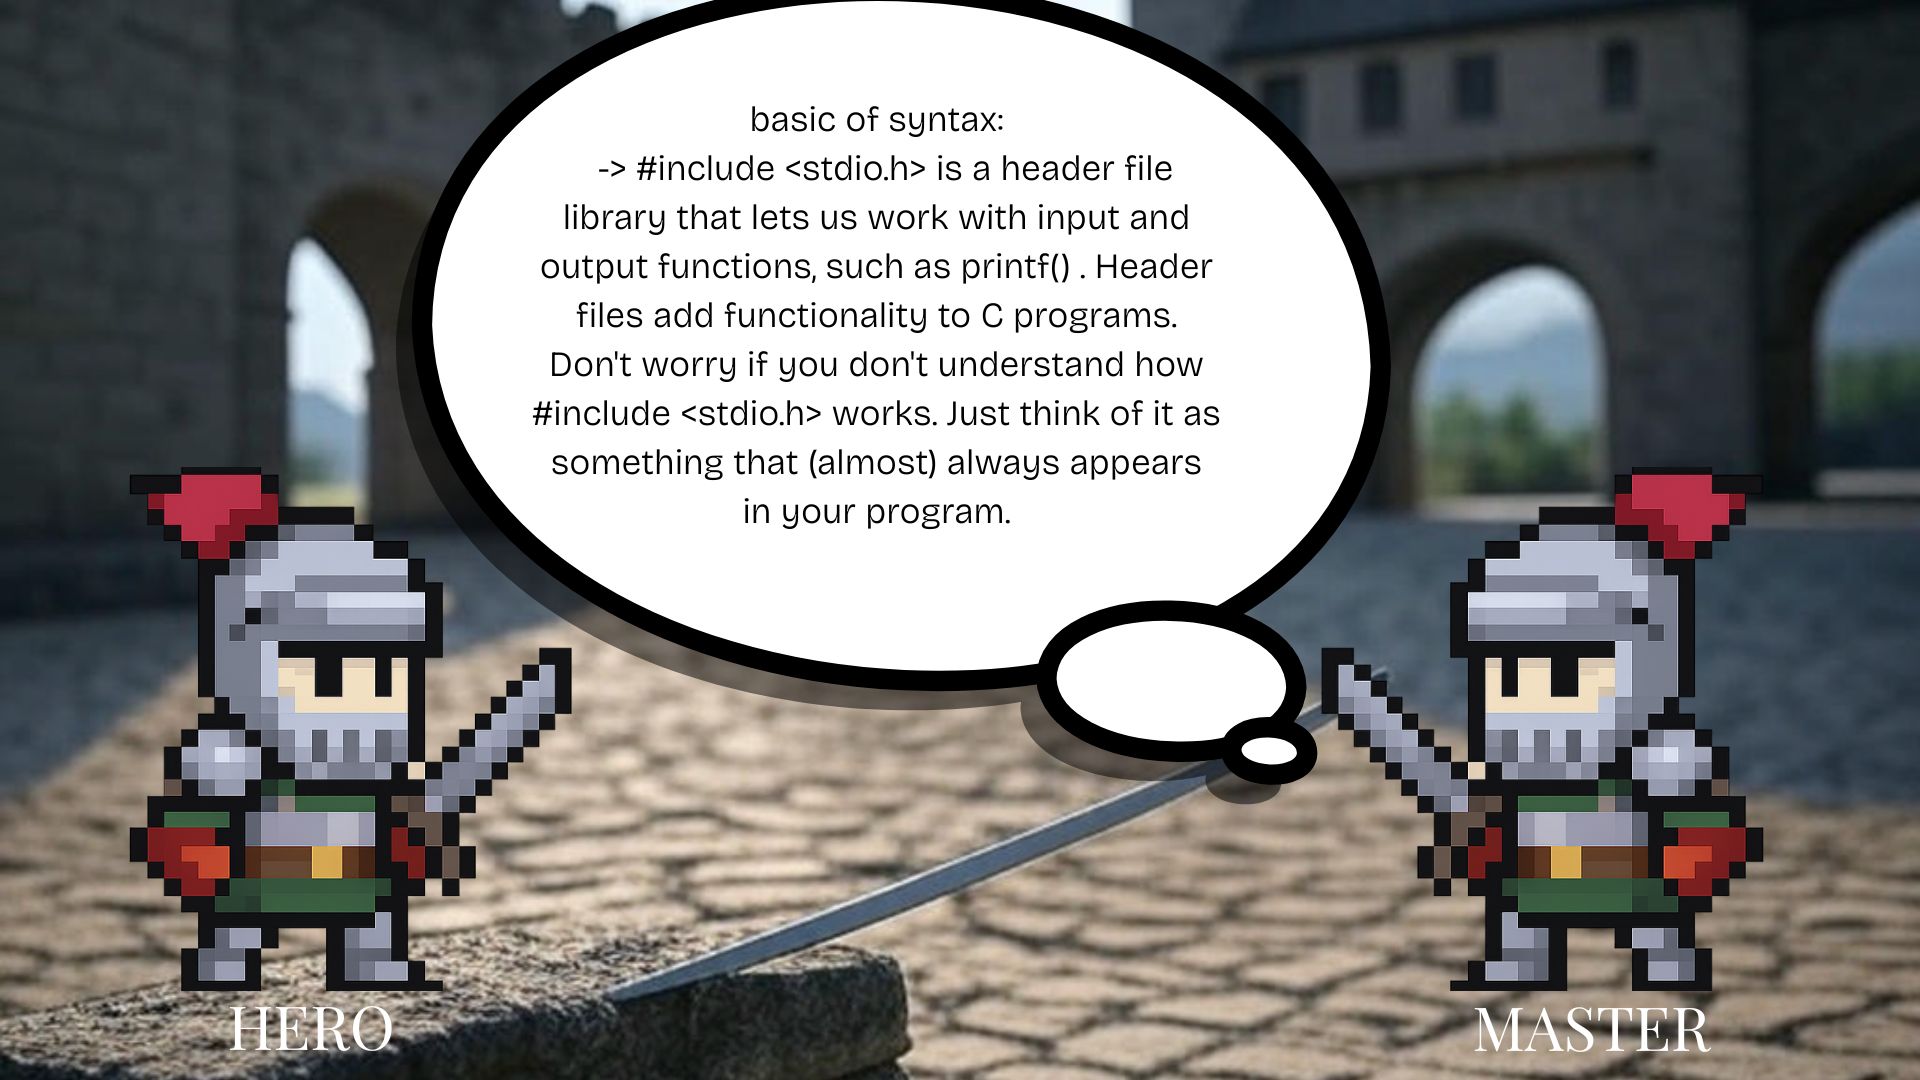 basic of syntax:
-> #include <stdio.h> is a header file
library that lets us work with input and
output functions, such as printf() . Header
files add functionality to C programs.
Don't worry if you don't understand how
#include <stdio.h> works. Just think of it as
something that (almost) always appears
in your program.
HERO
MASTER